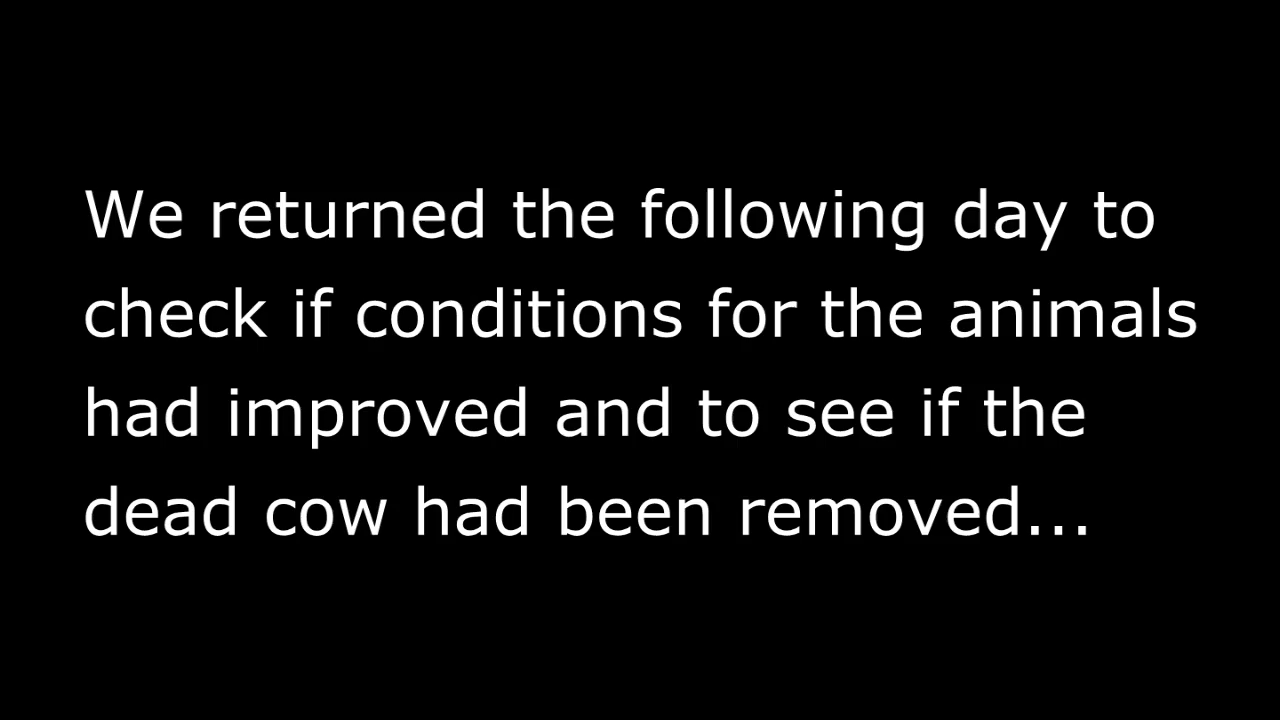 We returned the following day to
check if conditions for the animals
had improved and to see if the
dead cow had been removed...